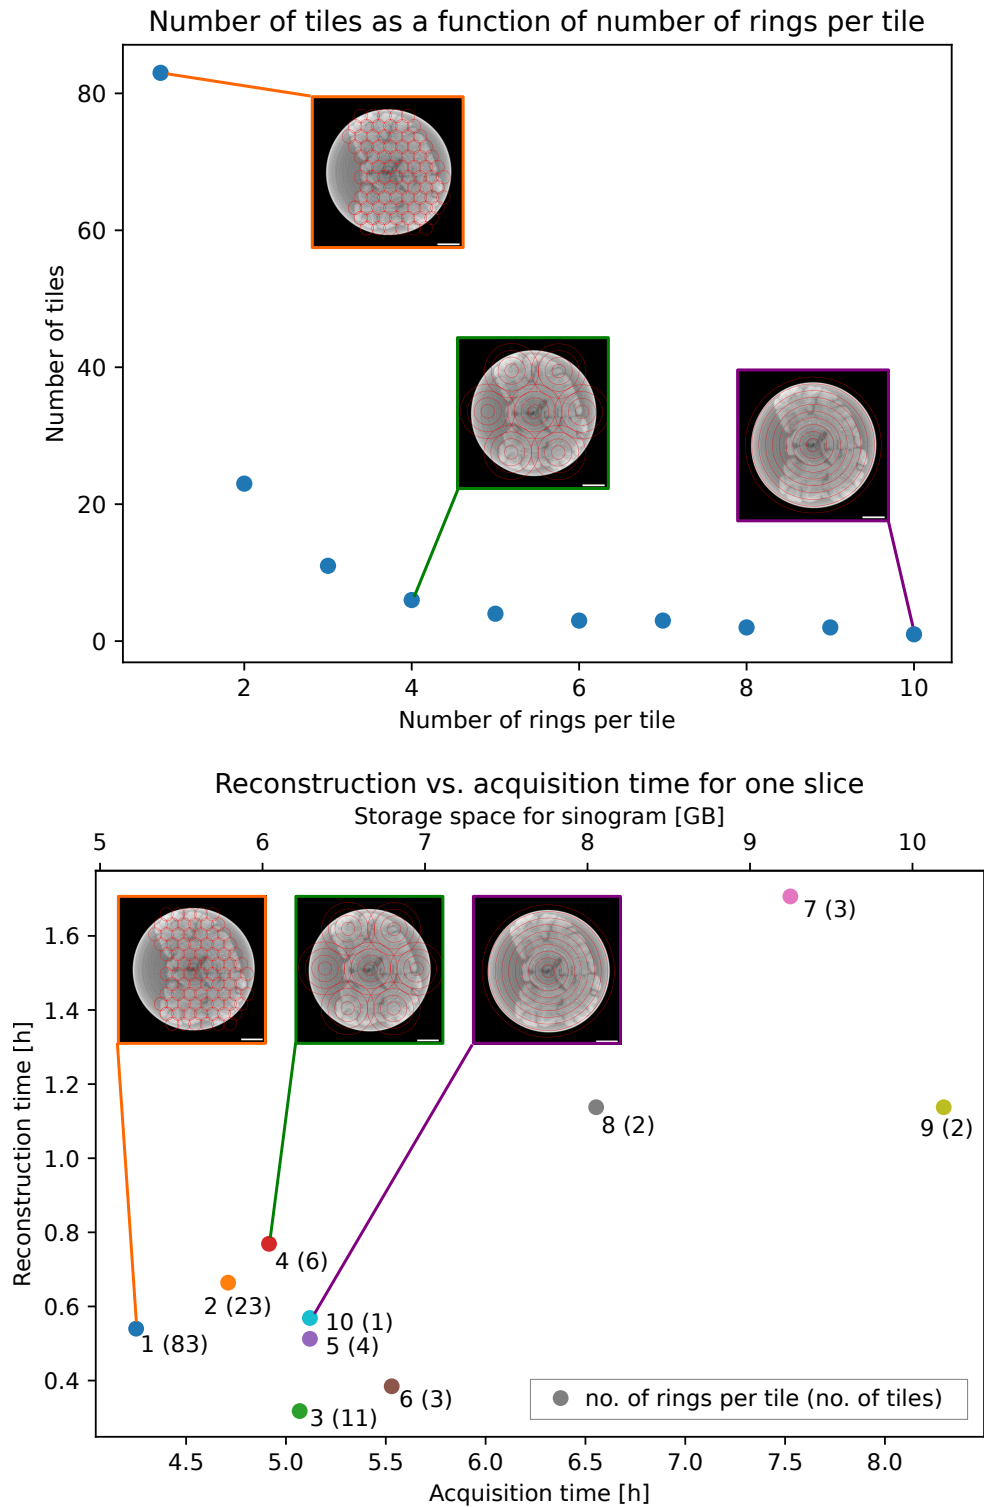 Number of tiles as a function of number of rings per tile
Number of tiles
80
60
40
20
0
2 4 6 8 10
Number of rings per tile
Reconstruction vs. acquisition time for one slice
Storage space for sinogram [GB]
5 6 7 8 9 10
Reconstruction time [h]
1.6
1.4
1.2
1.0
0.8
0.6
0.4
7 (3)
8 (2)
9 (2)
4 (6)
2 (23)
10 (1)
1 (83)
5 (4)
6 (3)
3 (11)
no. of rings per tile (no. of tiles)
4.5 5.0 5.5 6.0 6.5 7.0 7.5 8.0
Acquisition time [h]